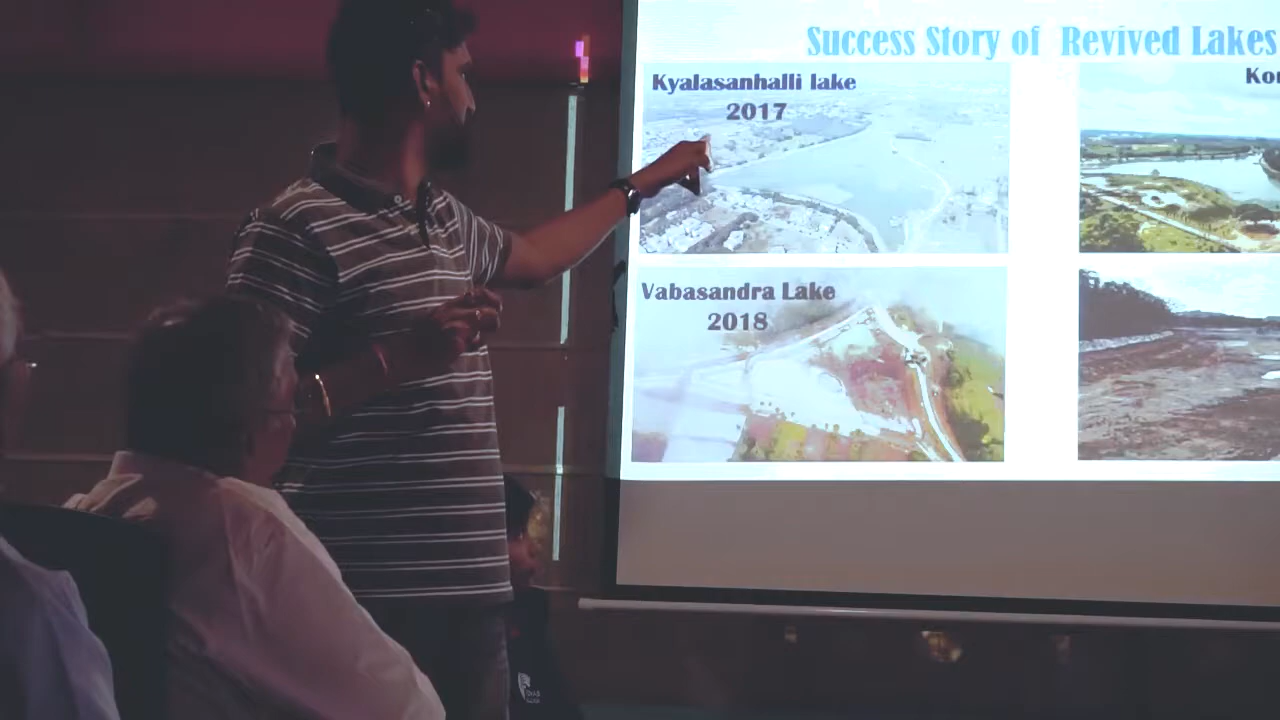 Success Story of Revived Lakes
Kyalasanhalli lake
2017
Vabasandra Lake
2018